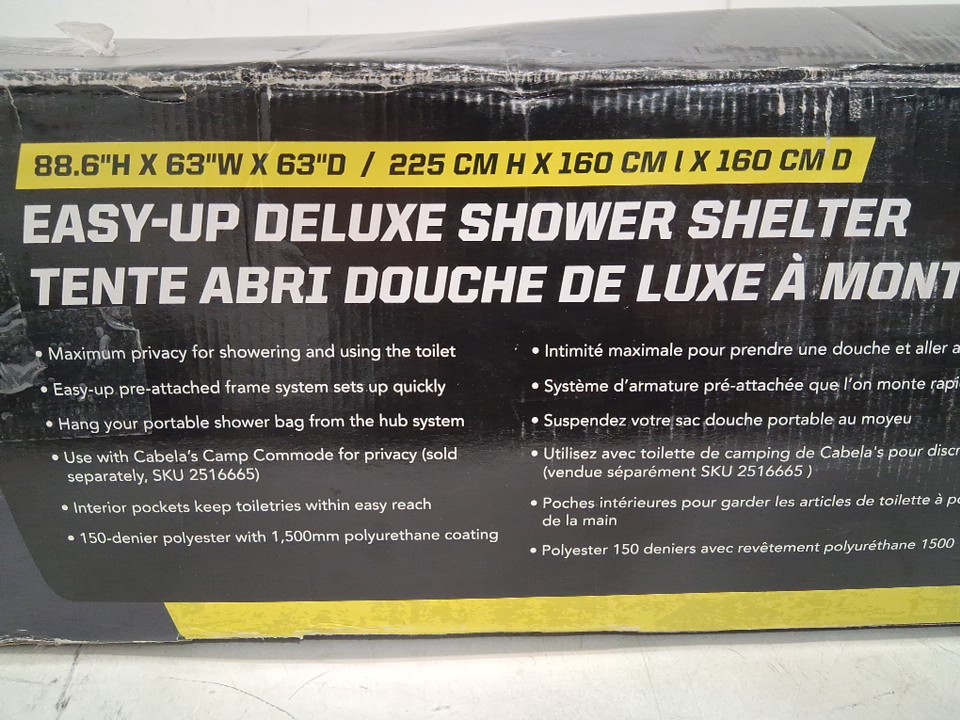 88.6"H X 63"W X 63"D / 225 CM H X 160 CM l X 160 CM D
EASY-UP DELUXE SHOWER SHELTER
TENTE ABRI DOUCHE DE LUXE À
• Maximum privacy for showering and using the toilet
• Easy-up pre-attached frame system sets up quickly
• Hang your portable shower bag from the hub system
• Use with Cabela's Camp Commode for privacy (sold
separately, SKU 2516665)
• Interior pockets keep toiletries within easy reach
• 150-denier polyester with 1,500mm polyurethane coating
• Intimité maximale pour prendre une douche et aller
• Système d'armature pré-attachée que l'on monte
• Suspendez votre sac douche portable au moyeu
• Utilisez avec toilette de camping de Cabela's pour
(vendue séparément SKU 2516665 )
• Poches intérieures pour garder les articles de toilette à
de la main
• Polyester 150 deniers avec revêtement polyuréthane 1500